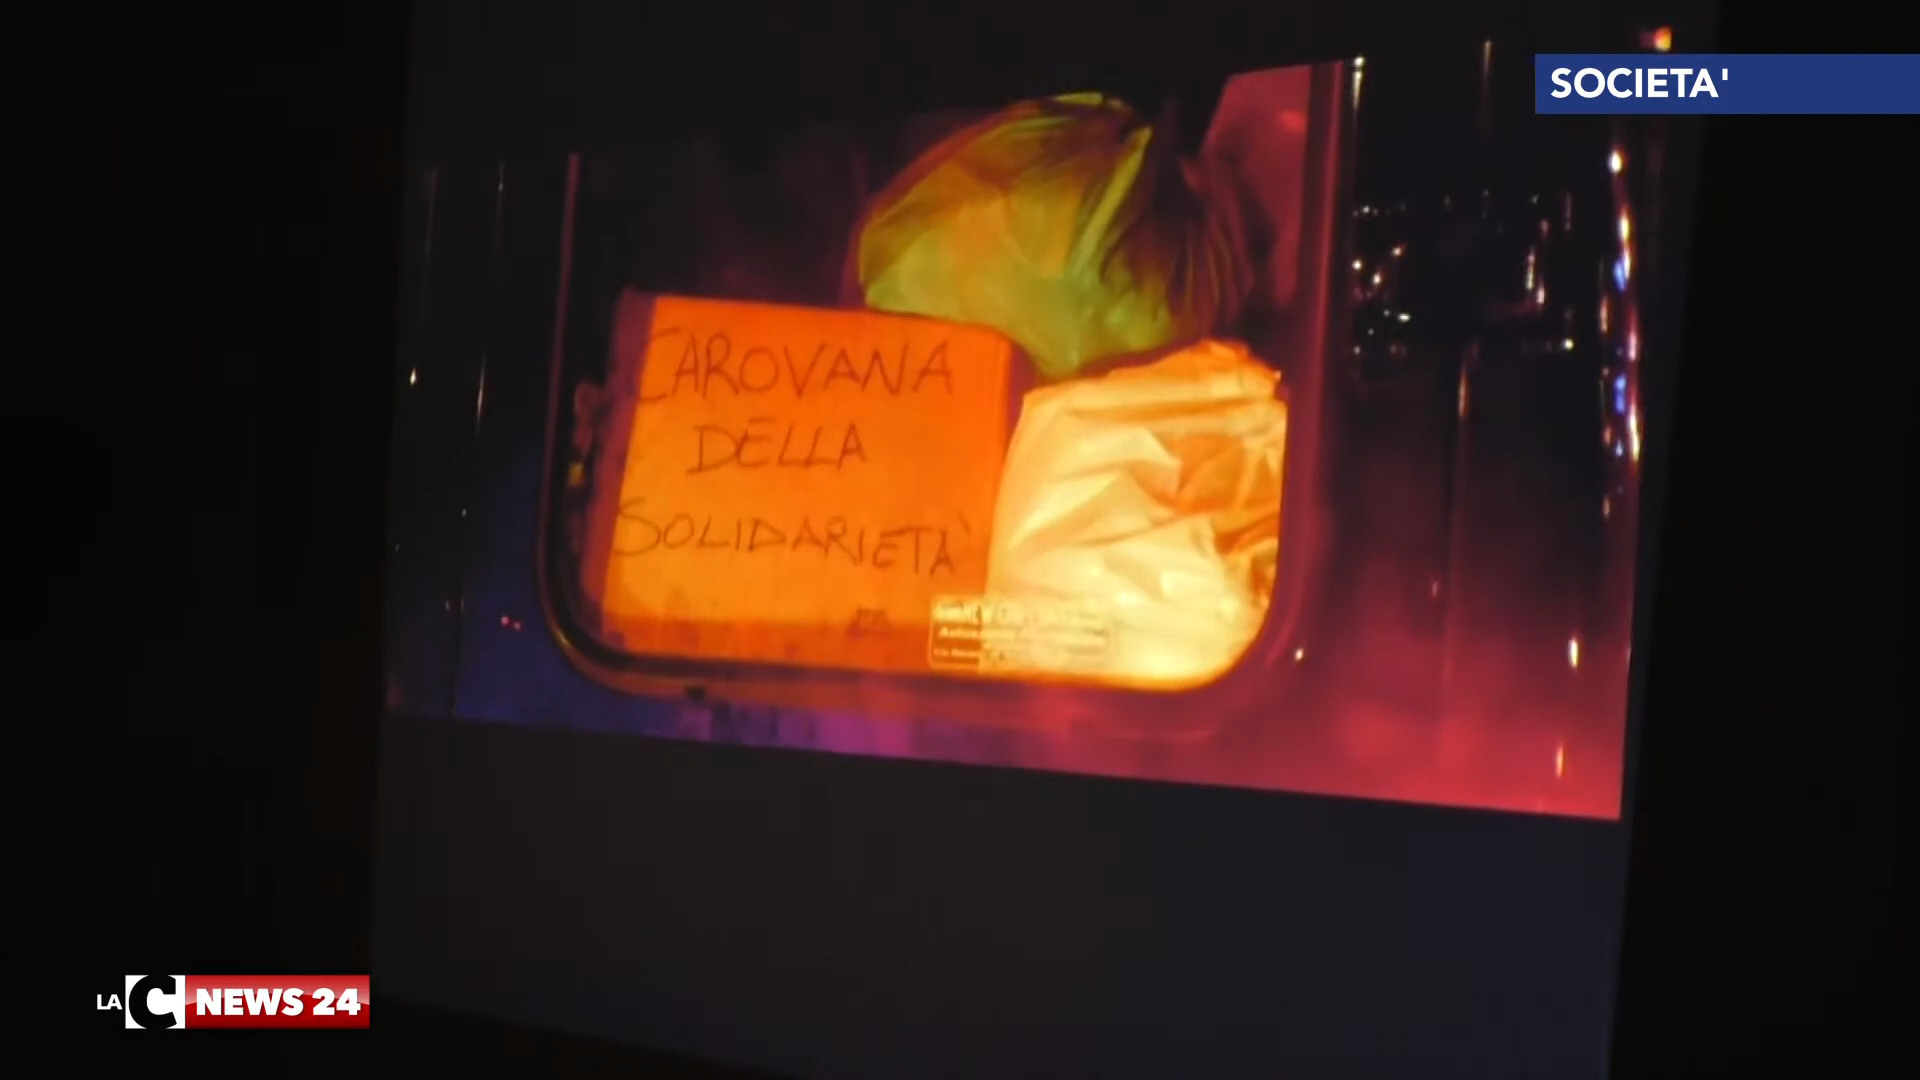 SOCIETA'
CAROVANA
DELLA
SOLIDARIETÀ
LA C NEWS 24